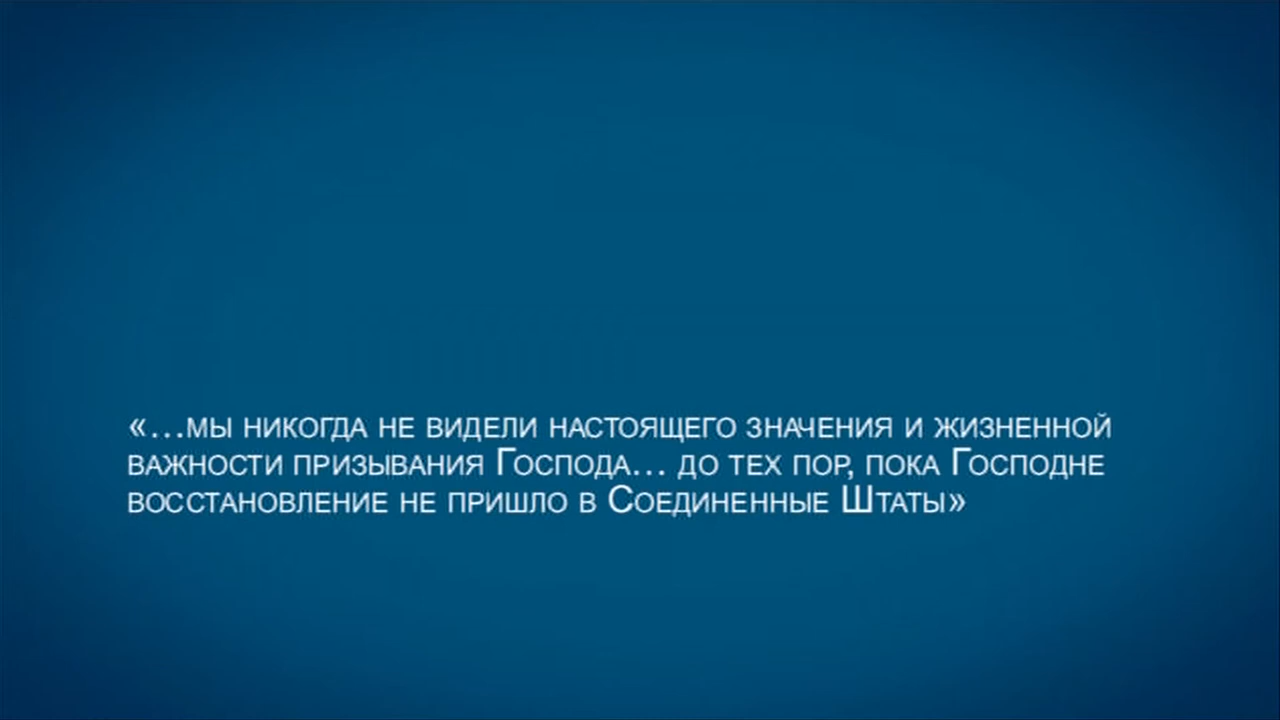 «…мы никогда не видели настоящего значения и жизненной
важности призывания Господа… до тех пор, пока Господне
восстановление не пришло в Соединенные Штаты»